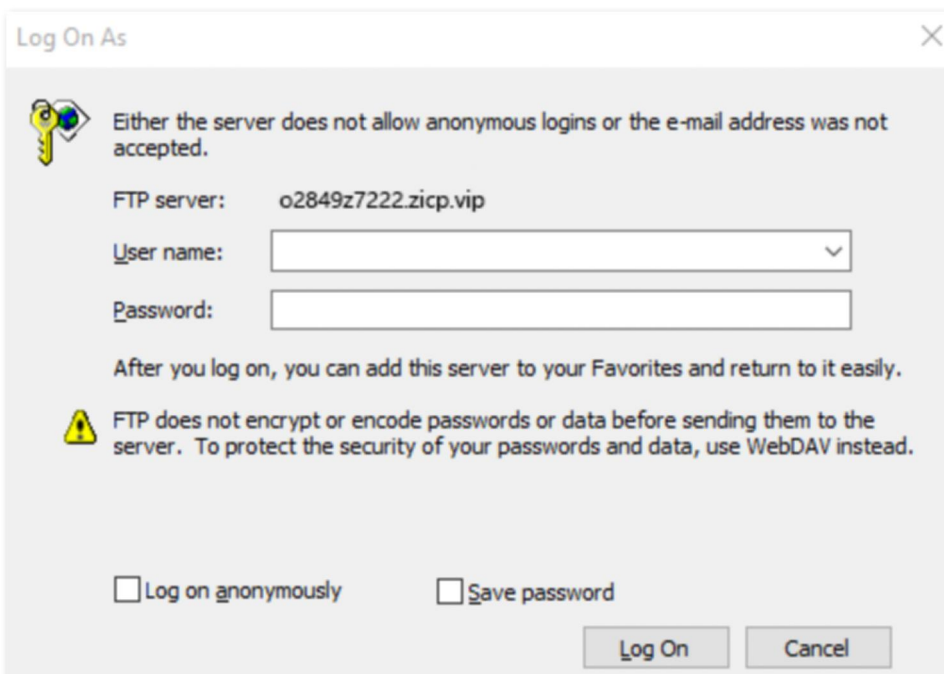 Log On As
Either the server does not allow anonymous logins or the e-mail address was not
accepted.
FTP server: o2849z7222.zicp.vip
User name:
Password:
After you log on, you can add this server to your Favorites and return to it easily.
FTP does not encrypt or encode passwords or data before sending them to the
server. To protect the security of your passwords and data, use WebDAV instead.
Log on anonymously Save password
Log On Cancel